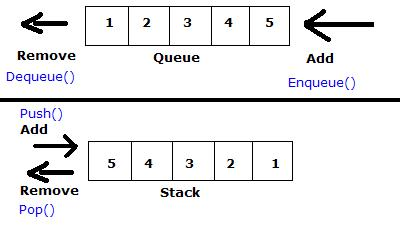 1 2 3 4 5
Remove Queue Add
Dequeue() Enqueue()
Push()
Add
5 4 3 2 1
Remove Stack
Pop()